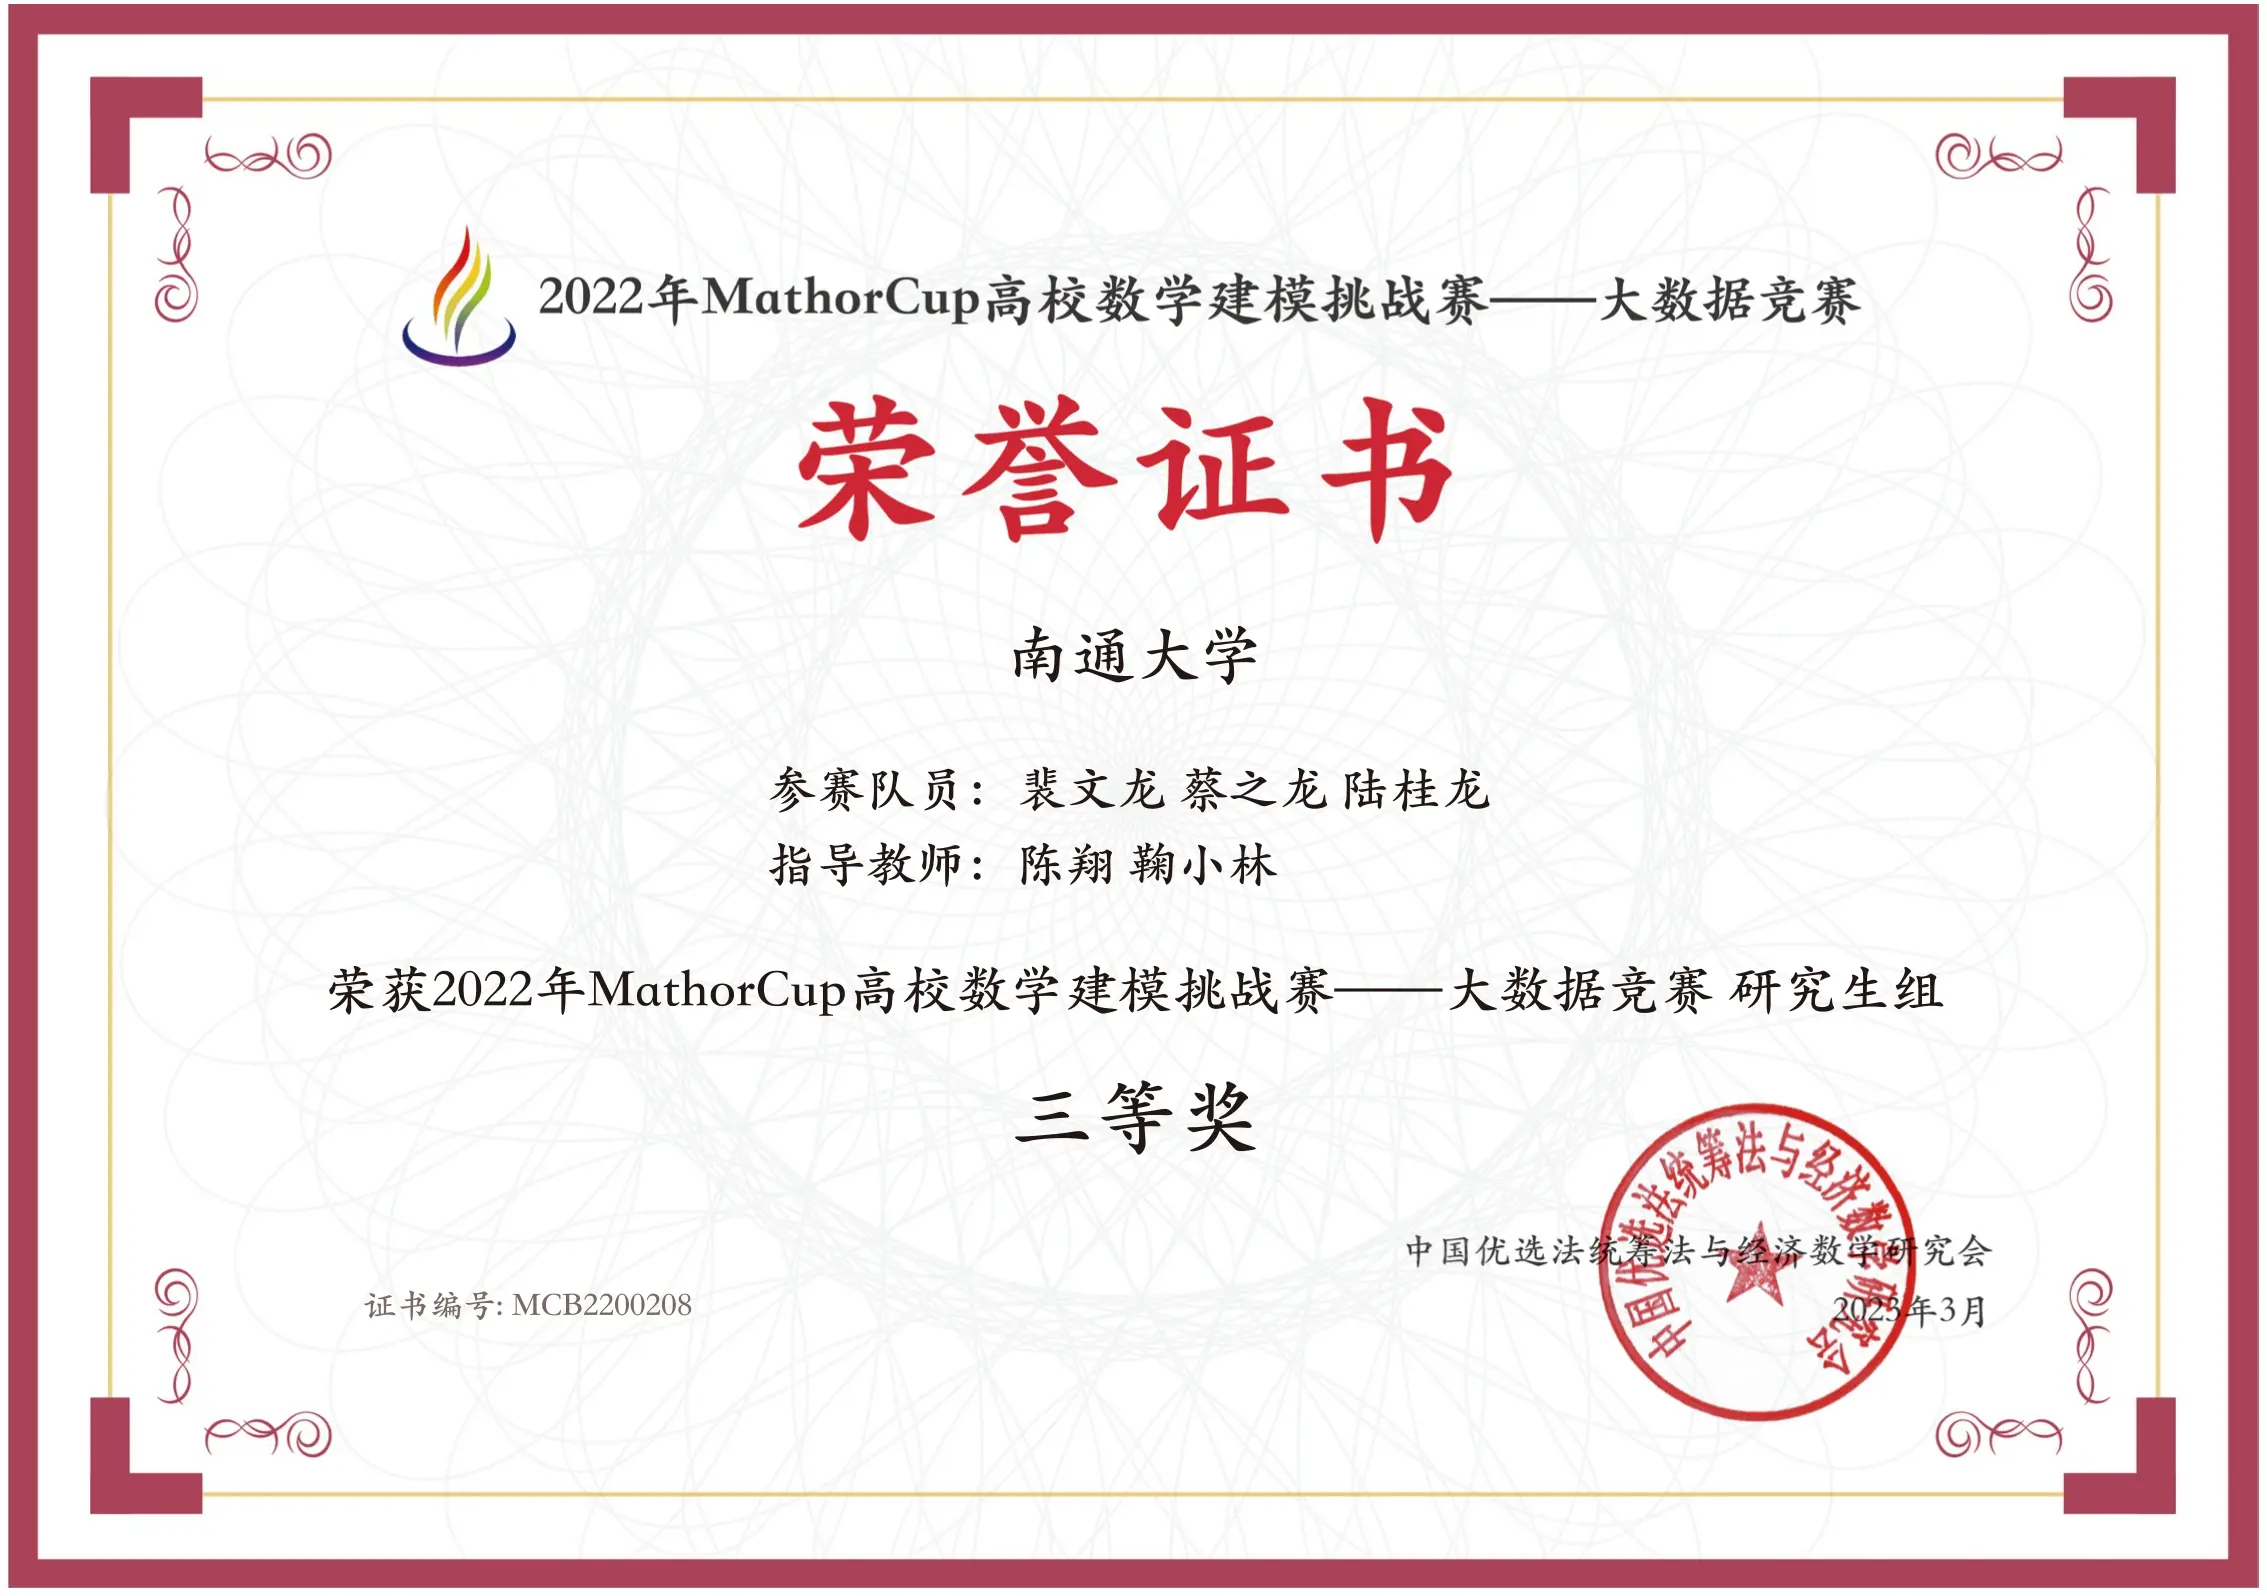 2022年MathorCup高校数学建模挑战赛——大数据竞赛
荣誉证书
南通大学
参赛队员：裴文龙 蔡之龙 陆桂龙
指导教师：陈翔 鞠小林
荣获2022年MathorCup高校数学建模挑战赛——大数据竞赛 研究生组
三等奖
中国优选法统筹法与经济数学研究会
中国优选法统筹法与经济数学研究会
证书编号: MCB2200208
2023年3月